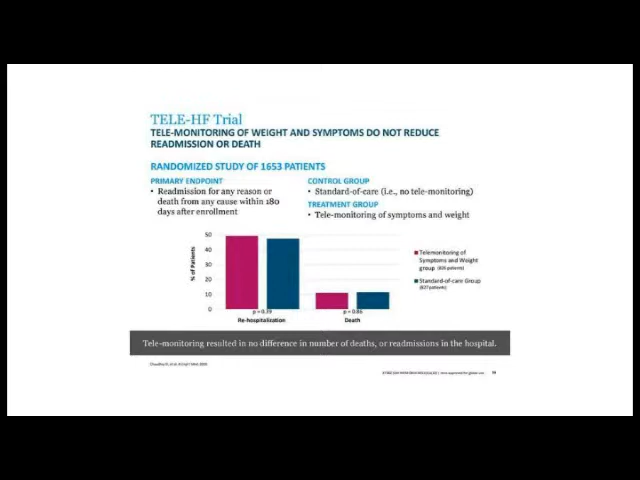 TELE-HF Trial
TELE-MONITORING OF WEIGHT AND SYMPTOMS DO NOT REDUCE
READMISSION OR DEATH
RANDOMIZED STUDY OF 1653 PATIENTS
PRIMARY ENDPOINT
• Readmission for any reason or
death from any cause within 180
days after enrollment
CONTROL GROUP
• Standard-of-care (i.e., no tele-monitoring)
TREATMENT GROUP
• Tele-monitoring of symptoms and weight
% of Patients
50
40
30
20
10
0
p = 0.39
p = 0.86
Re-hospitalization
Death
Telemonitoring of
Symptoms and Weight
group (826 patients)
Standard-of-care Group
(827 patients)
Tele-monitoring resulted in no difference in number of deaths, or readmissions in the hospital.